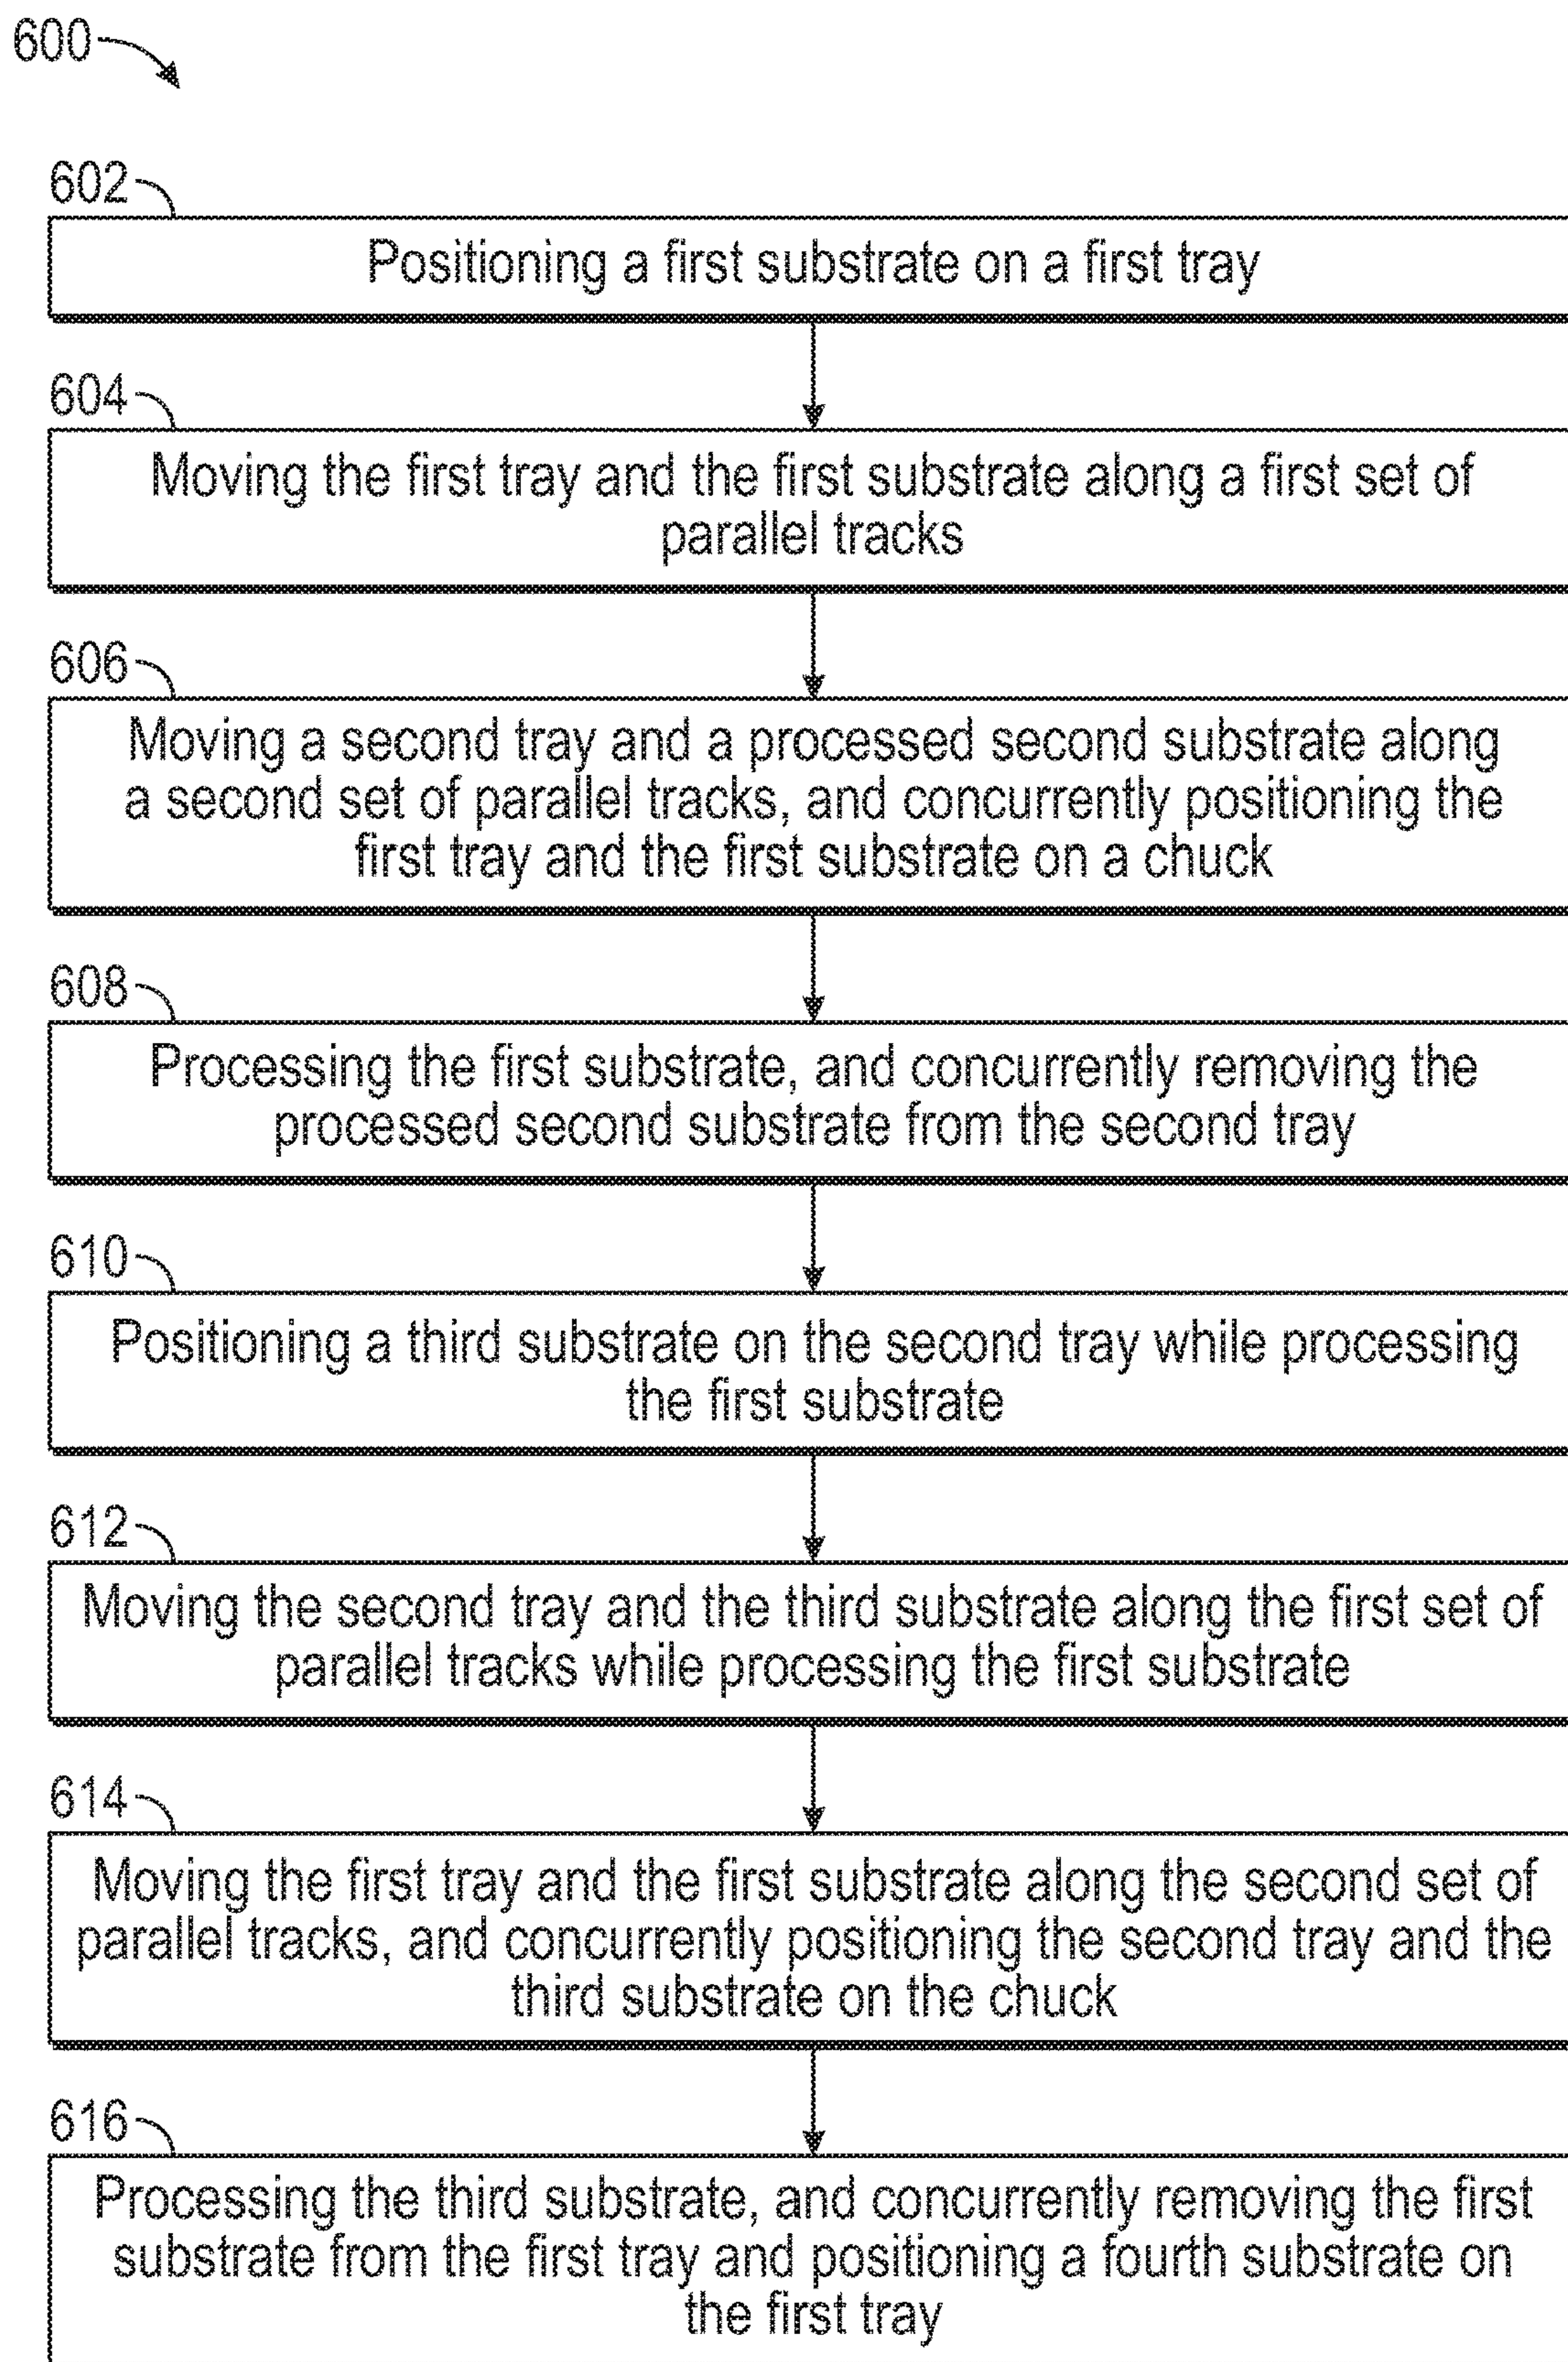 600
602
Positioning a first substrate on a first tray
604
Moving the first tray and the first substrate along a first set of
parallel tracks
606
Moving a second tray and a processed second substrate along
a second set of parallel tracks, and concurrently positioning the
first tray and the first substrate on a chuck
608
Processing the first substrate, and concurrently removing the
processed second substrate from the second tray
610
Positioning a third substrate on the second tray while processing
the first substrate
612
Moving the second tray and the third substrate along the first set of
parallel tracks while processing the first substrate
614
Moving the first tray and the first substrate along the second set of
parallel tracks, and concurrently positioning the second tray and the
third substrate on the chuck
616
Processing the third substrate, and concurrently removing the first
substrate from the first tray and positioning a fourth substrate on
the first tray